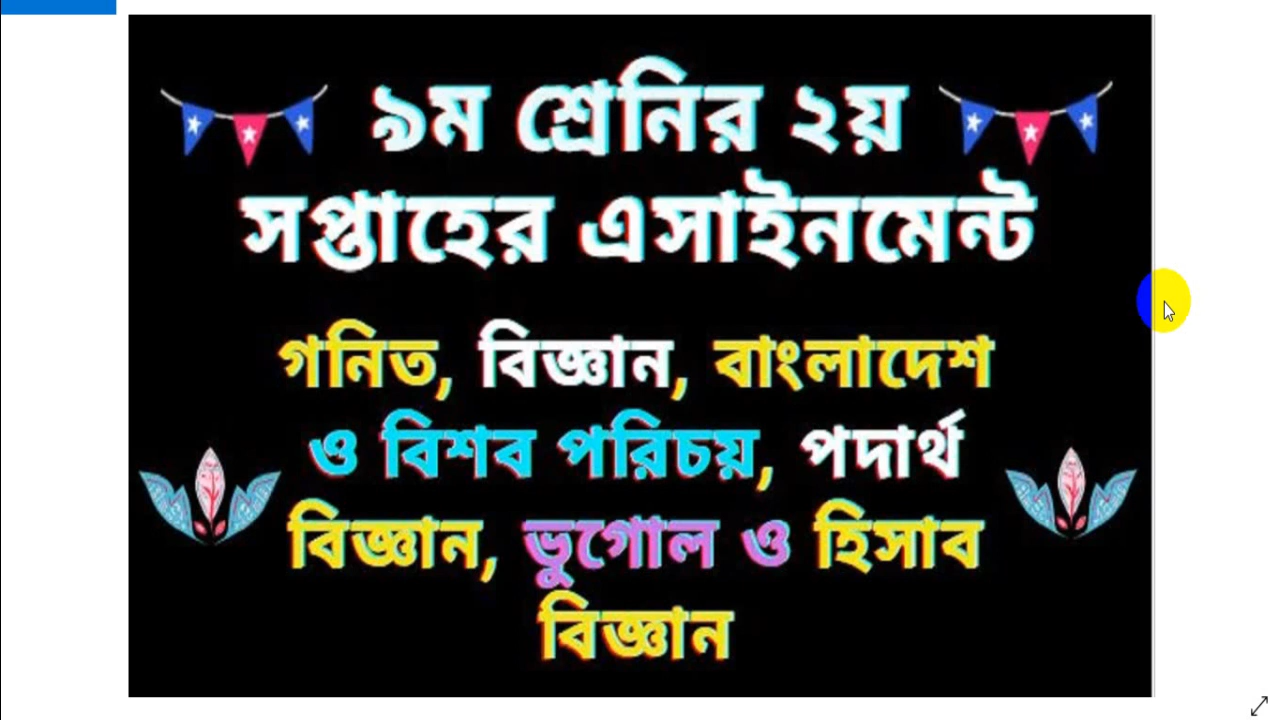 ৯ম শ্রেনির ২য়
সপ্তাহের এসাইনমেন্ট
গনিত, বিজ্ঞান, বাংলাদেশ
ও বিশব পরিচয়, পদার্থ
বিজ্ঞান, ভুগোল ও হিসাব
বিজ্ঞান